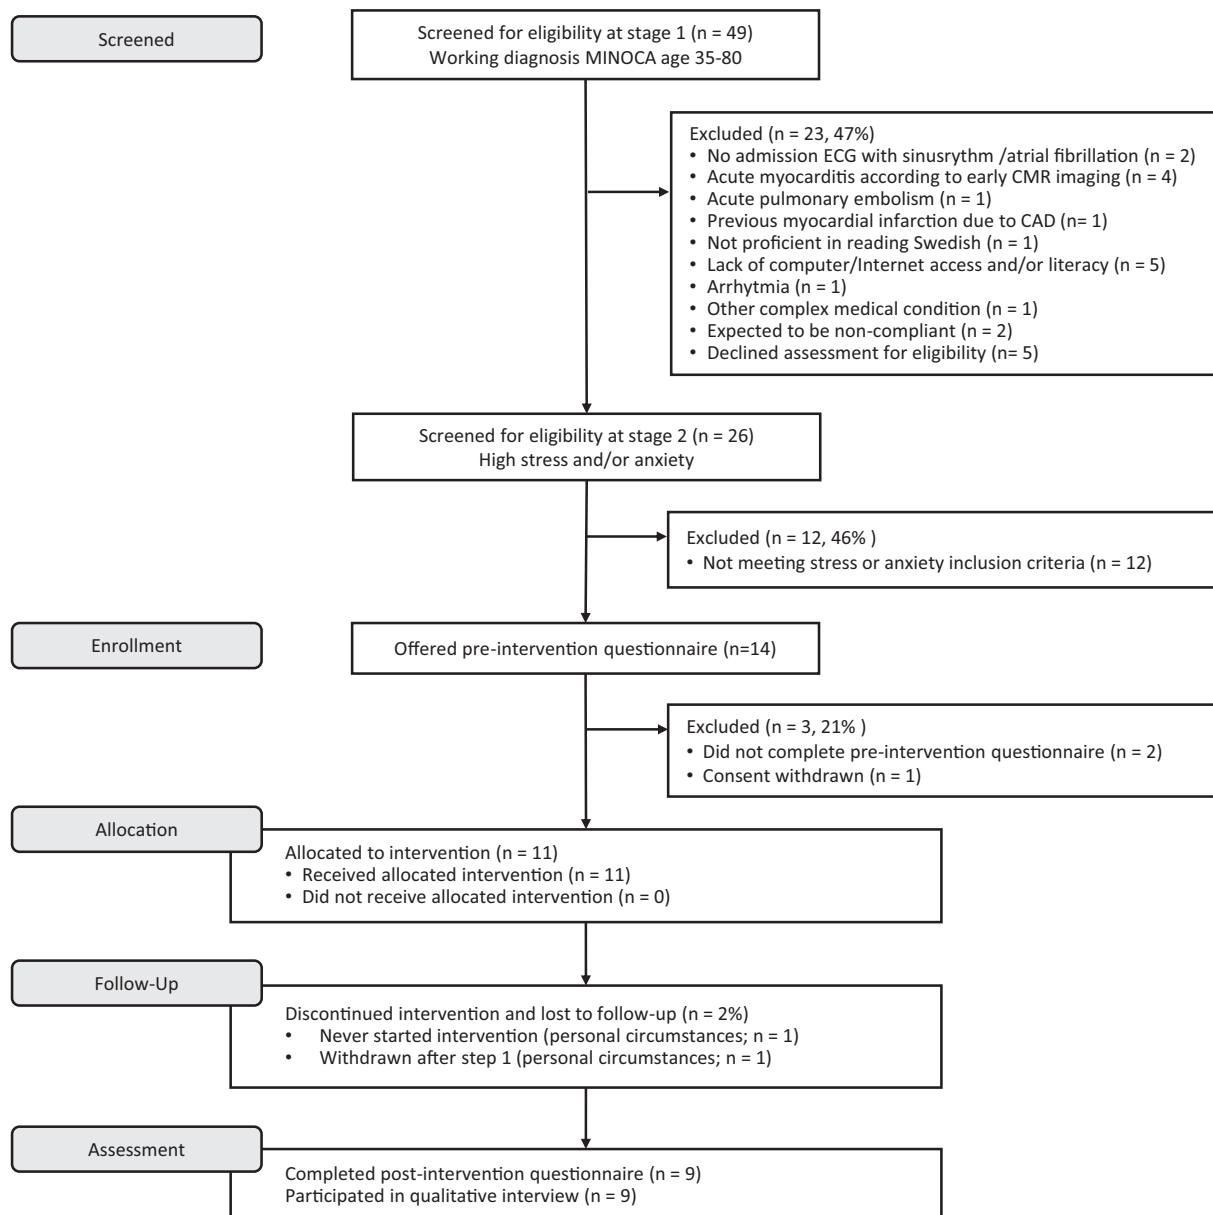 Screened
Screened for eligibility at stage 1 (n = 49)
Working diagnosis MINOCA age 35-80
Excluded (n = 23, 47%)
• No admission ECG with sinusrythm /atrial fibrillation (n = 2)
• Acute myocarditis according to early CMR imaging (n = 4)
• Acute pulmonary embolism (n = 1)
• Previous myocardial infarction due to CAD (n= 1)
• Not proficient in reading Swedish (n = 1)
• Lack of computer/Internet access and/or literacy (n = 5)
• Arrhytmia (n = 1)
• Other complex medical condition (n = 1)
• Expected to be non-compliant (n = 2)
• Declined assessment for eligibility (n= 5)
Screened for eligibility at stage 2 (n = 26)
High stress and/or anxiety
Excluded (n = 12, 46% )
• Not meeting stress or anxiety inclusion criteria (n = 12)
Enrollment
Offered pre-intervention questionnaire (n=14)
Excluded (n = 3, 21% )
• Did not complete pre-intervention questionnaire (n = 2)
• Consent withdrawn (n = 1)
Allocation
Allocated to intervention (n = 11)
• Received allocated intervention (n = 11)
• Did not receive allocated intervention (n = 0)
Follow-Up
Discontinued intervention and lost to follow-up (n = 2%)
• Never started intervention (personal circumstances; n = 1)
• Withdrawn after step 1 (personal circumstances; n = 1)
Assessment
Completed post-intervention questionnaire (n = 9)
Participated in qualitative interview (n = 9)